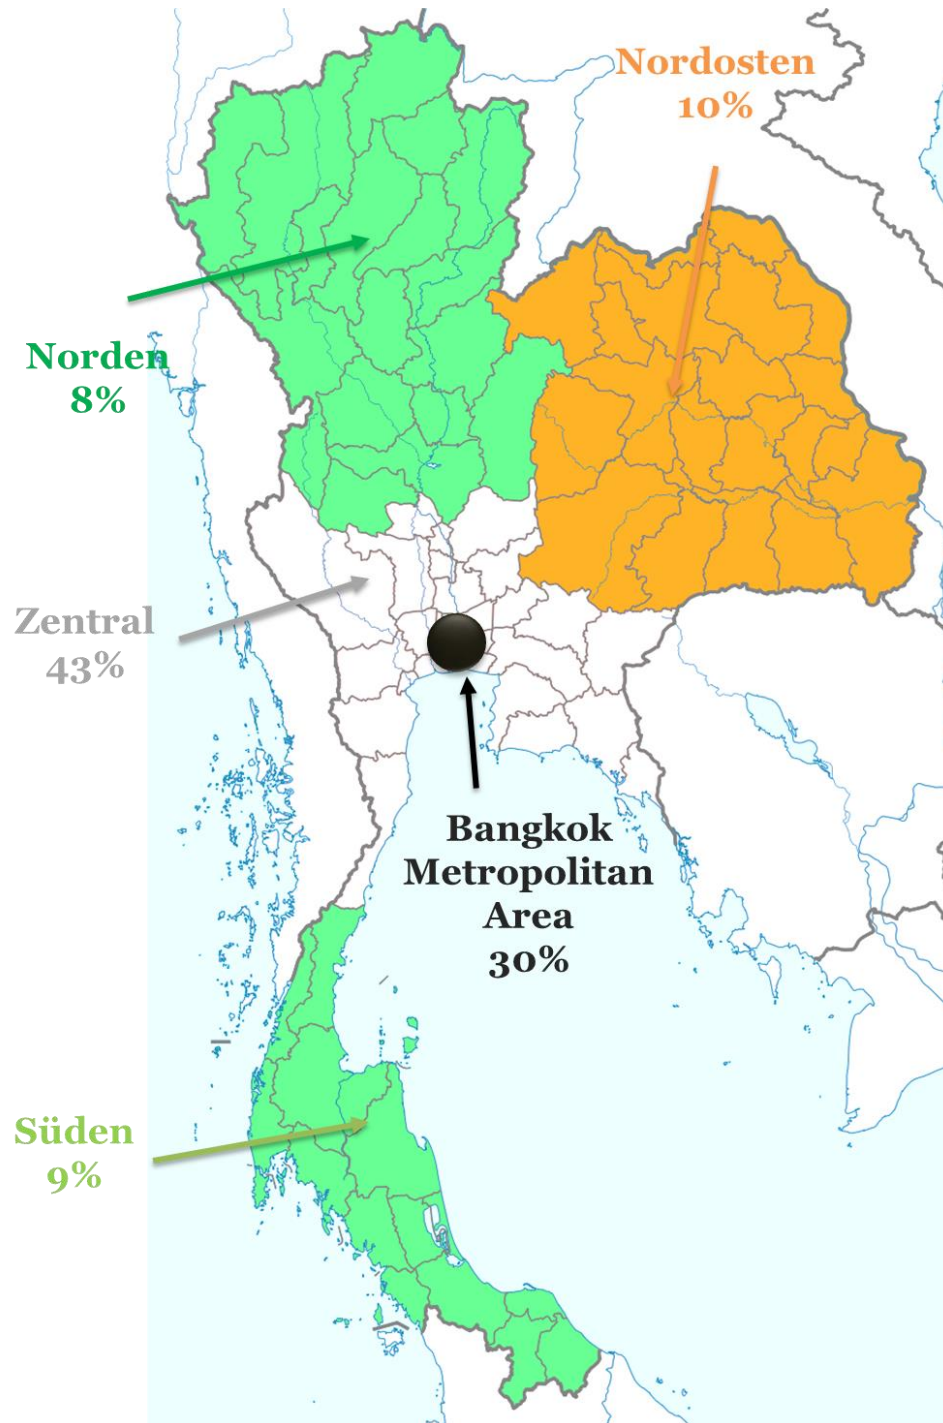 Nordosten
10%
Norden
8%
Zentral
43%
Bangkok
Metropolitan
Area
30%
Süden
9%